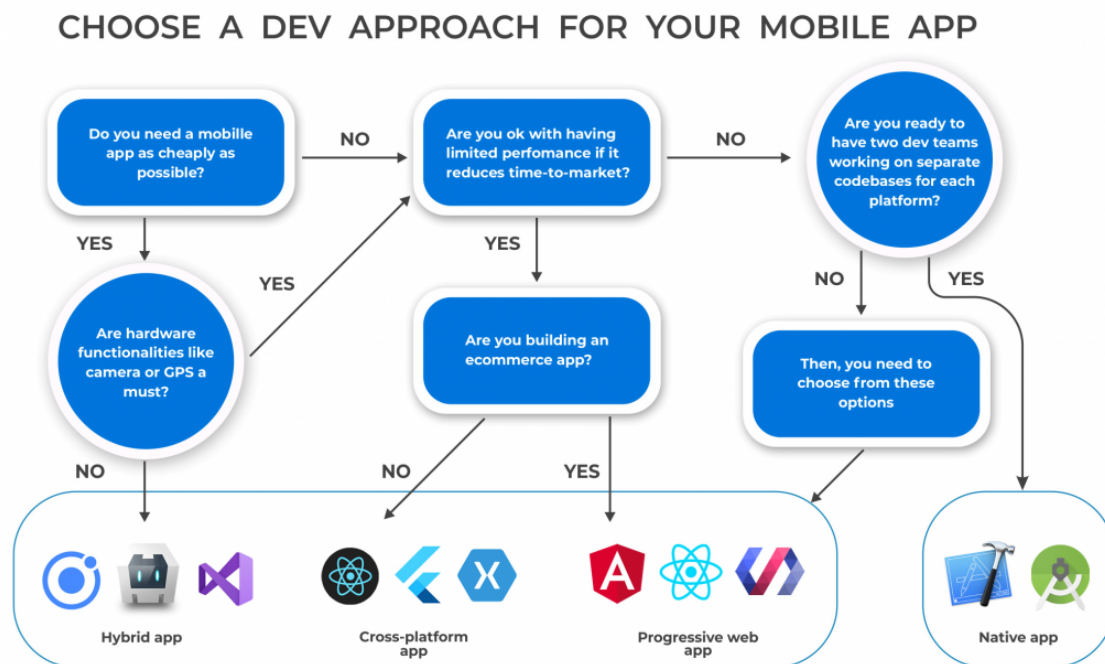 CHOOSE A DEV APPROACH FOR YOUR MOBILE APP
Do you need a mobille
app as cheaply as
possible?
NO
Are you ok with having
limited perfomance if it
reduces time-to-market?
NO
Are you ready to
have two dev teams
working on separate
codebases for each
platform?
YES
YES
YES
NO
YES
Are hardware
functionalities like
camera or GPS a
must?
Are you building an
ecommerce app?
Then, you need to
choose from these
options
NO
NO
YES
Hybrid app
Cross-platform
app
Progressive web
app
Native app